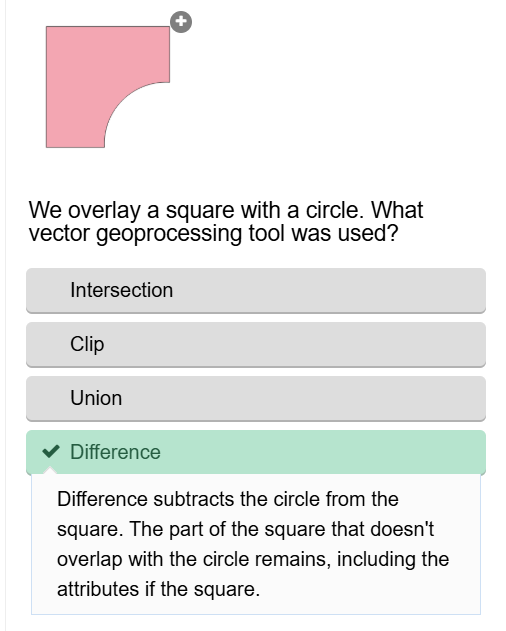 We overlay a square with a circle. What
vector geoprocessing tool was used?
Intersection
Clip
Union
Difference
Difference subtracts the circle from the
square. The part of the square that doesn't
overlap with the circle remains, including the
attributes if the square.